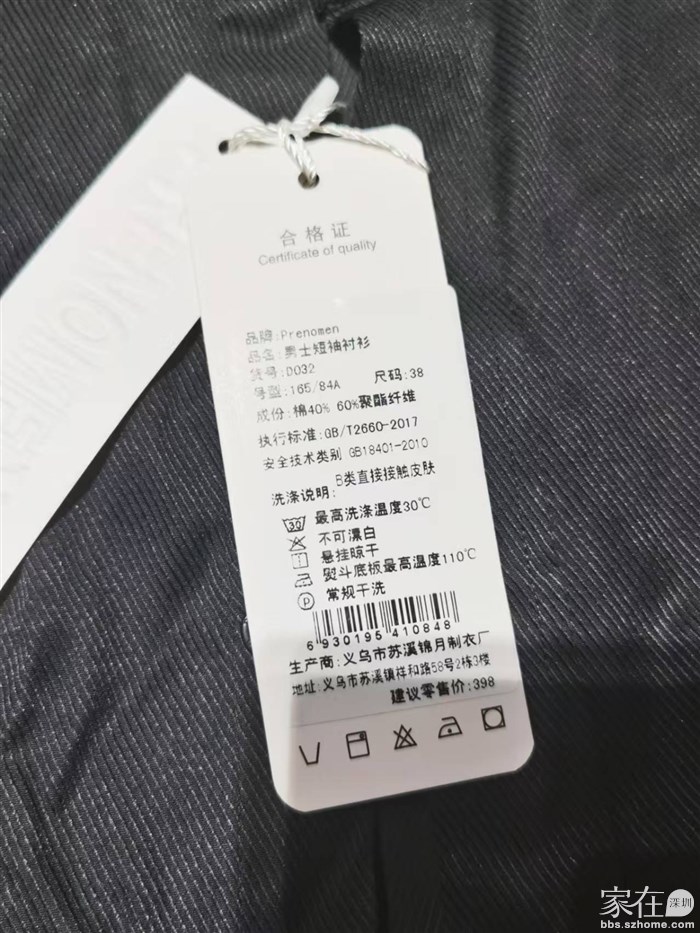 合格证
Certificate of quality
品牌:Prenomen
品名:男士短袖衬衫
货号:D032
号型:165/84A 尺码:38
成份:棉40% 60%聚酯纤维
执行标准:GB/T2660-2017
安全技术类别 GB18401-2010
B类直接接触皮肤
洗涤说明:
30 最高洗涤温度30℃
不可漂白
悬挂晾干
熨斗底板最高温度110℃
P 常规干洗
6 930195 410848
生产商:义乌市苏溪锦月制衣厂
地址:义乌市苏溪镇祥和路58号2栋3楼
建议零售价:398
家在深圳
bbs.szhome.com